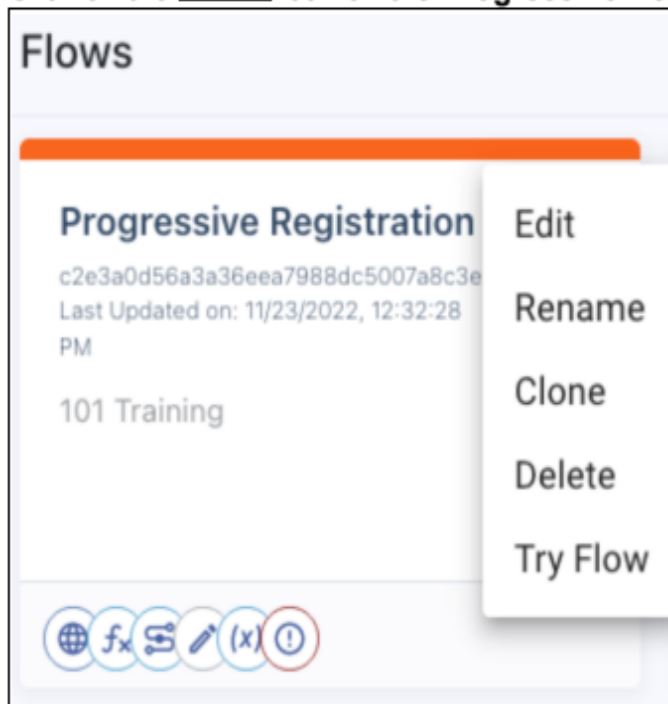 Flows
Progressive Registration
c2e3a0d56a3a36eea7988dc5007a8c3e
Last Updated on: 11/23/2022, 12:32:28
PM
101 Training
Edit
Rename
Clone
Delete
Try Flow
fx (x)